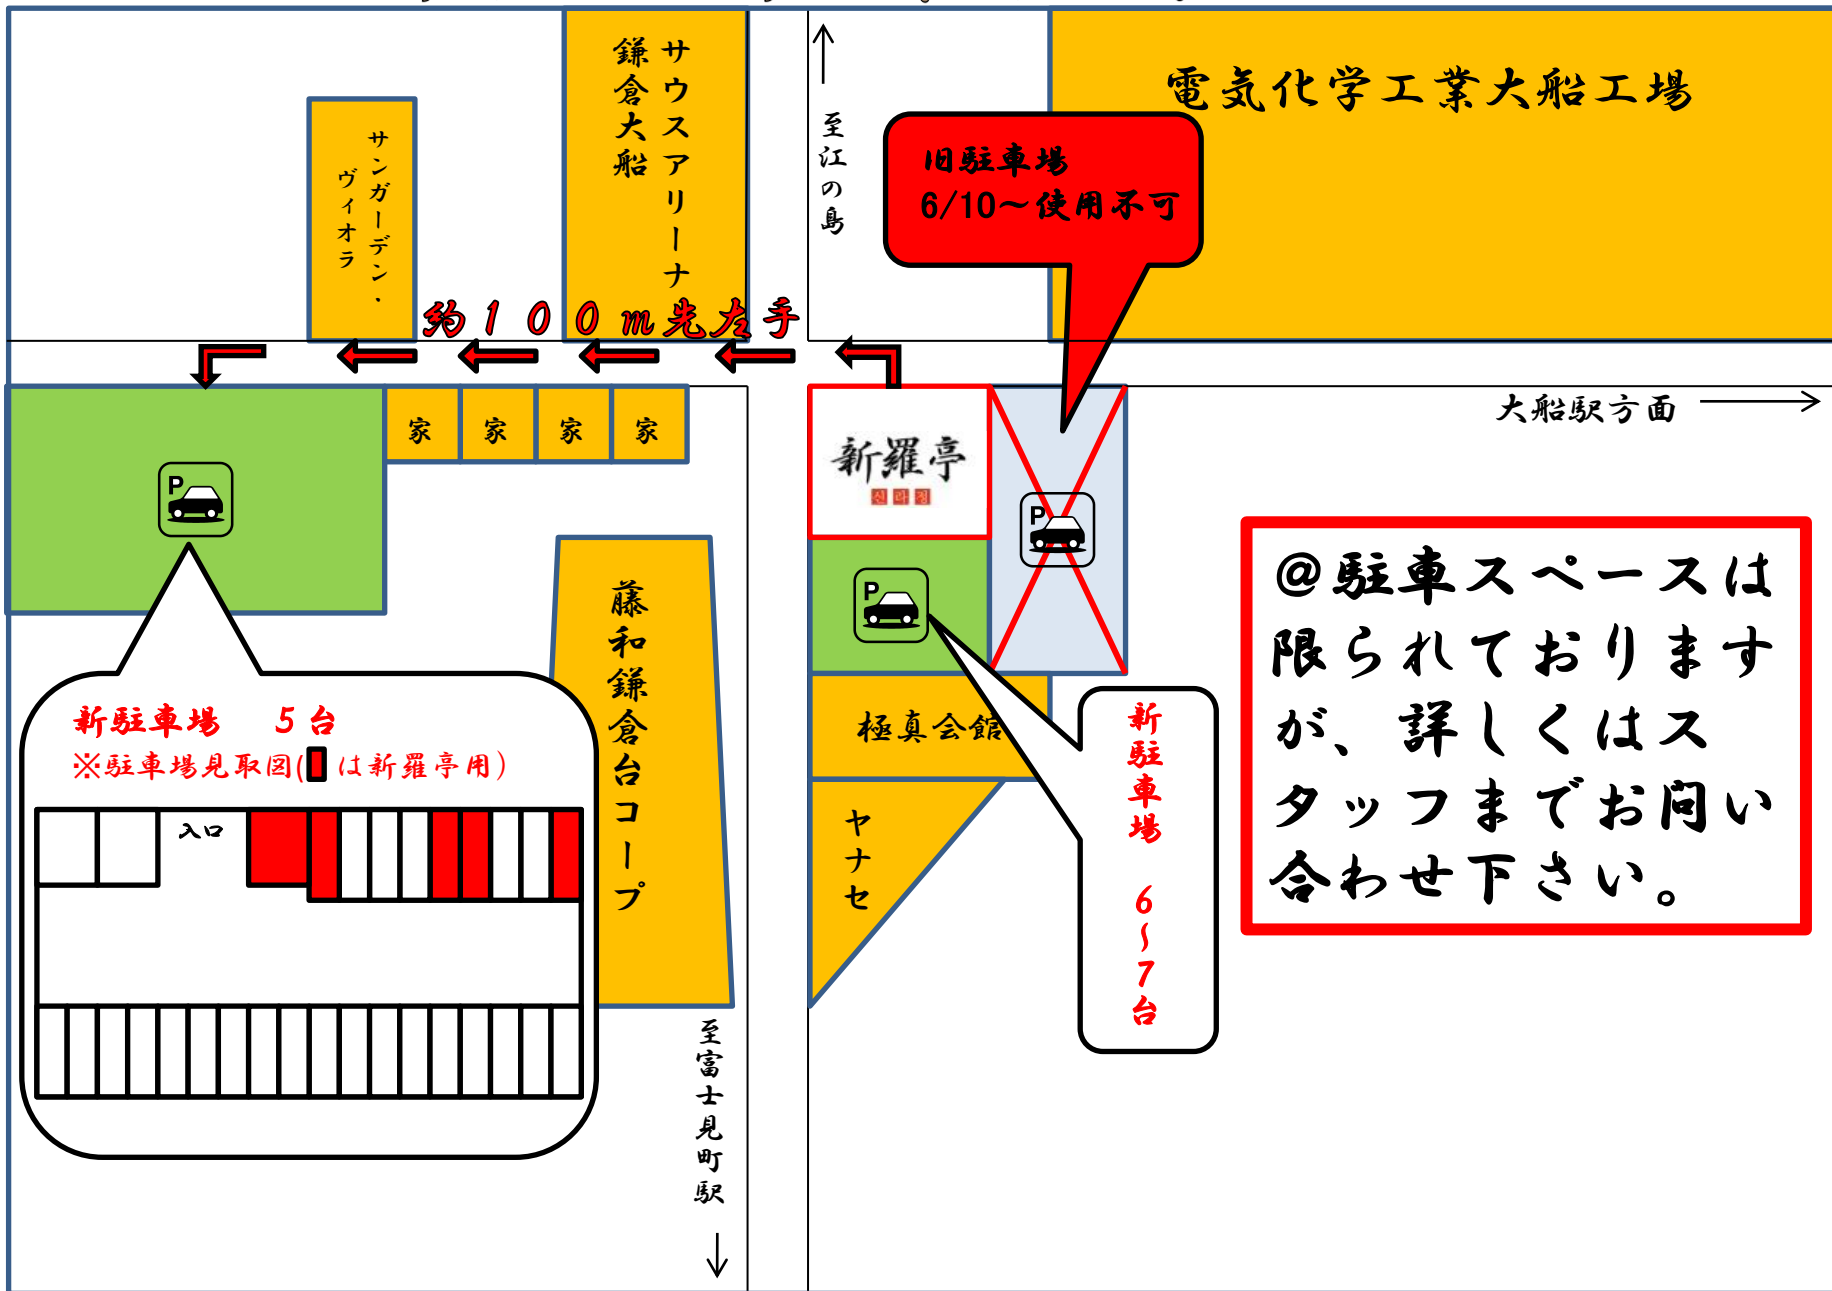 サウスアリーナ
鎌倉大船
サンガーデン・
ヴィオラ
至江の島
電気化学工業大船工場
旧駐車場
6/10～使用不可
約100m先左手
家 家 家 家
新羅亭
신라정
大船駅方面
P
P
P
@駐車スペースは
限られております
が、詳しくはス
タッフまでお問い
合わせ下さい。
藤和鎌倉台コープ
極真会館
ヤナセ
新駐車場 6～7台
新駐車場 5台
※駐車場見取図( は新羅亭用)
入口
至富士見町駅